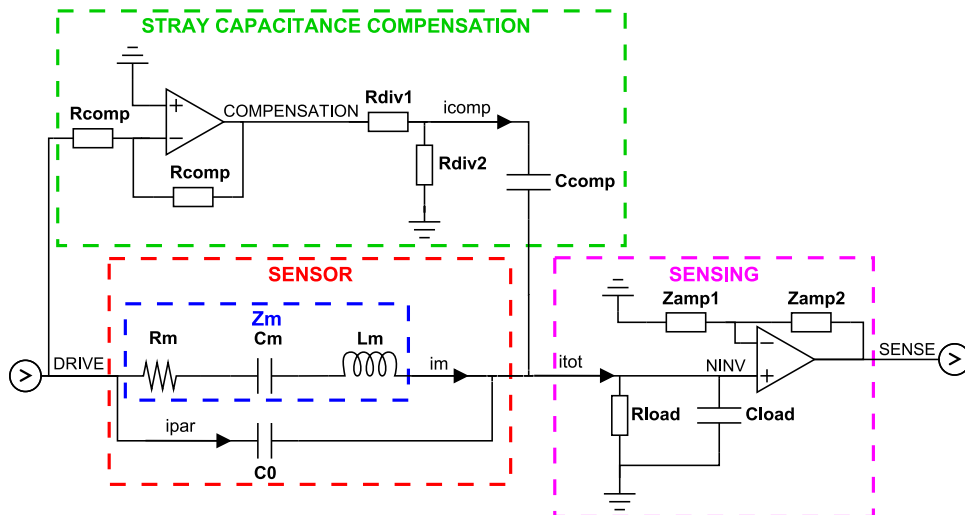 STRAY CAPACITANCE COMPENSATION
Rcomp
+
−
COMPENSATION
Rdiv1
icomp
Rcomp
Rdiv2
Ccomp
SENSOR
SENSING
Zm
Zamp1
Zamp2
Rm
Cm
Lm
DRIVE
im
itot
NINV
−
+
SENSE
ipar
Rload
Cload
C0